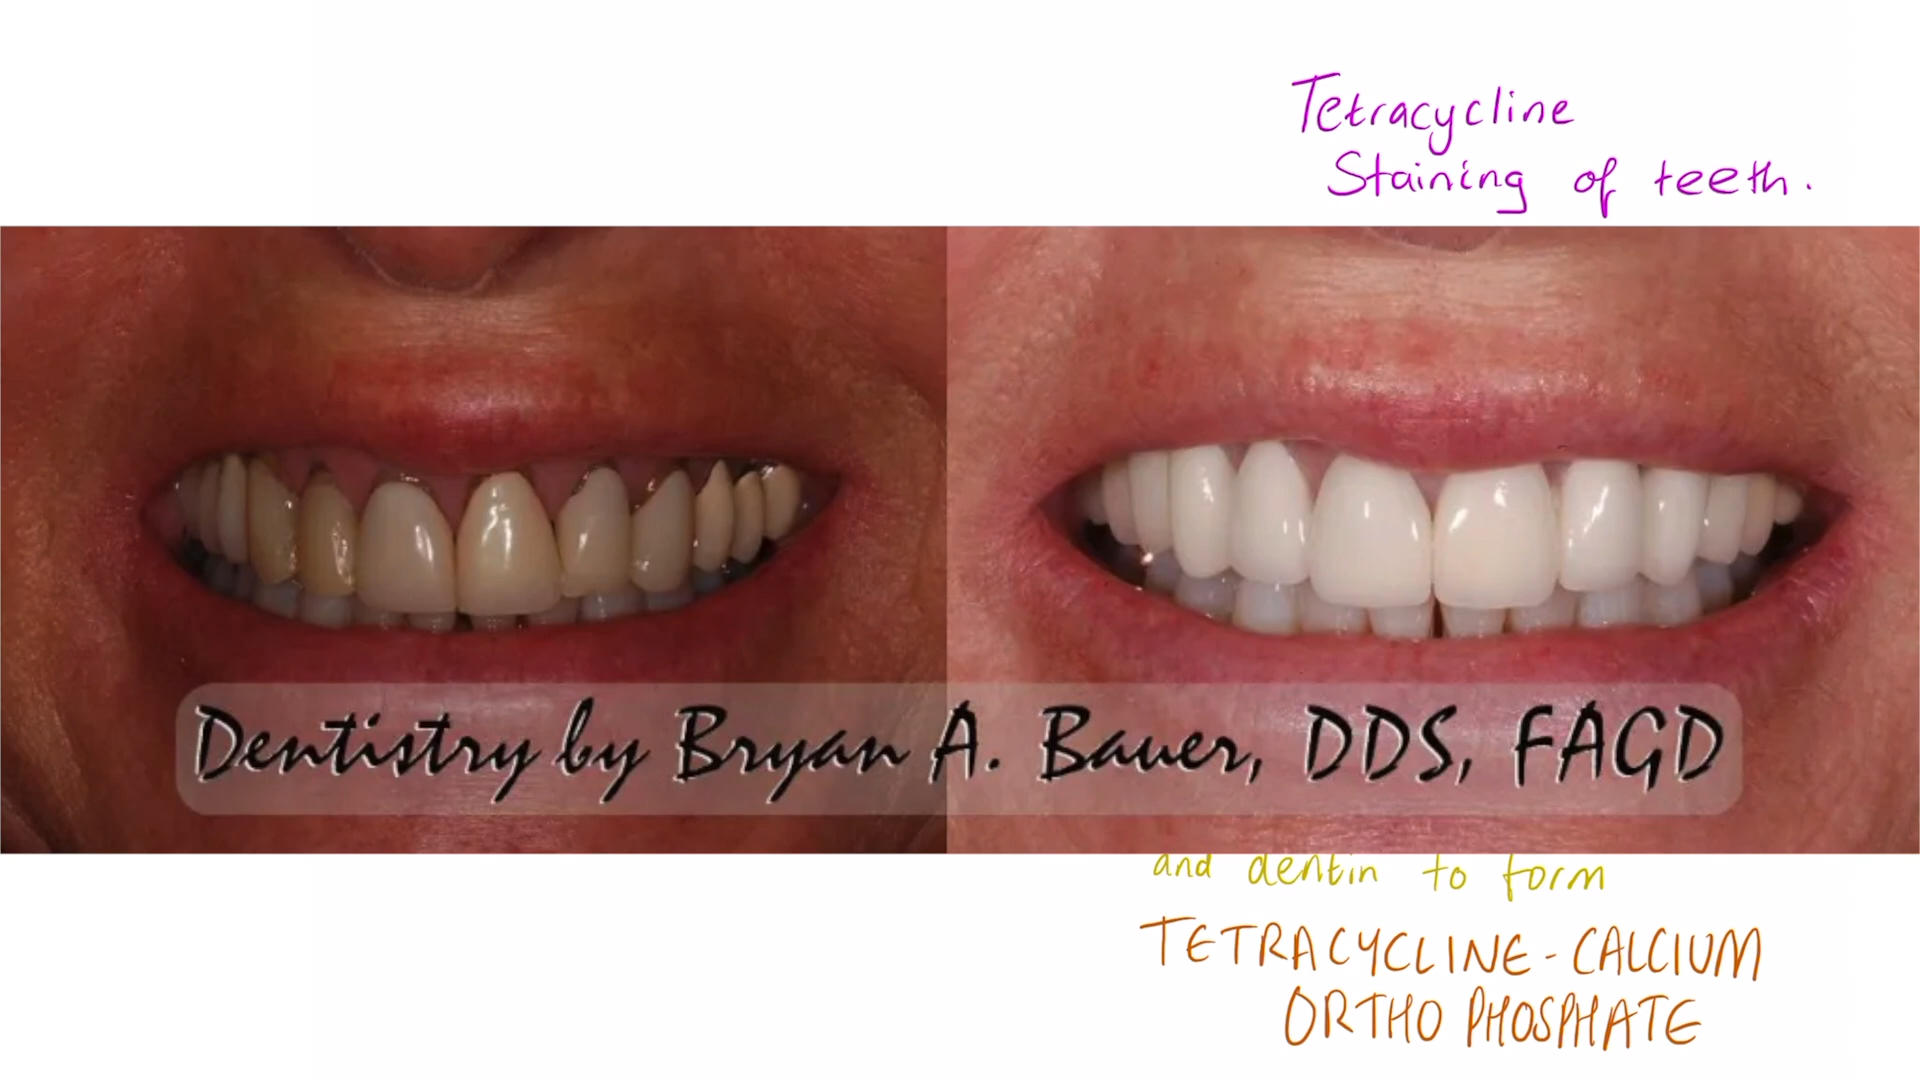 Tetracycline
Staining of teeth.
Dentistry by Bryan A. Bauer, DDS, FAGD
and dentin to form
TETRACYCLINE-CALCIUM
ORTHO PHOSPHATE